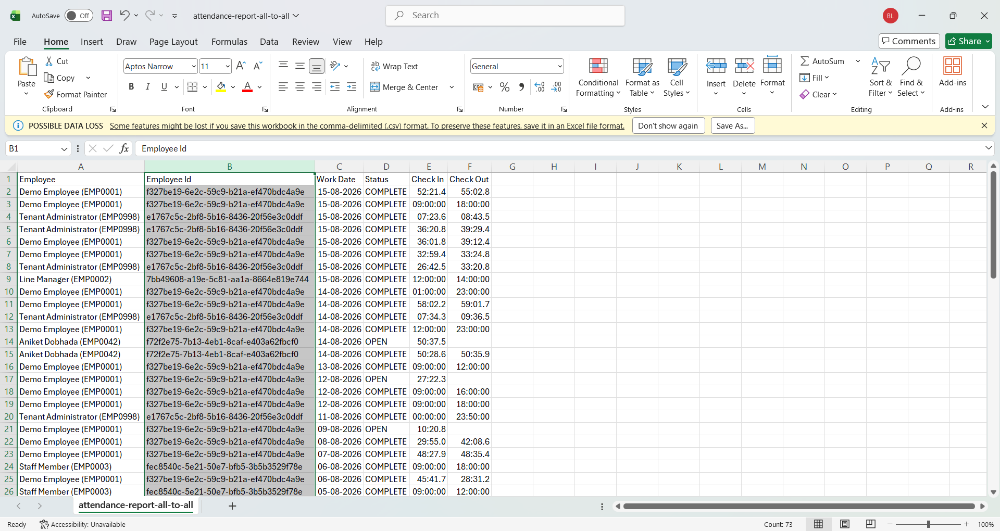 AutoSave Off attendance-report-all-to-all Search BL
File Home Insert Draw Page Layout Formulas Data Review View Help Comments Share
Paste Cut Copy Format Painter Clipboard
Aptos Narrow 11 A A B I U A Font
ab Wrap Text Merge & Center Alignment
General % Number
Conditional Formatting Format as Table Cell Styles Styles
Insert Delete Format Cells
AutoSum Fill Clear Sort & Filter Find & Select Editing
Add-ins Add-ins
POSSIBLE DATA LOSS Some features might be lost if you save this workbook in the comma-delimited (.csv) format. To preserve these features, save it in an Excel file format. Don't show again Save As...
B1 fx Employee Id
A B C D E F G H I J K L M N O P Q R
1 Employee Employee Id Work Date Status Check In Check Out
2 Demo Employee (EMP0001) f327be19-6e2c-59c9-b21a-ef470bdc4a9e 15-08-2026 COMPLETE 52:21.4 55:02.8
3 Demo Employee (EMP0001) f327be19-6e2c-59c9-b21a-ef470bdc4a9e 15-08-2026 COMPLETE 09:00:00 18:00:00
4 Tenant Administrator (EMP0998) e1767c5c-2bf8-5b16-8436-20f56e3c0ddf 15-08-2026 COMPLETE 07:23.6 08:43.5
5 Tenant Administrator (EMP0998) e1767c5c-2bf8-5b16-8436-20f56e3c0ddf 15-08-2026 COMPLETE 36:20.8 39:29.4
6 Demo Employee (EMP0001) f327be19-6e2c-59c9-b21a-ef470bdc4a9e 15-08-2026 COMPLETE 36:01.8 39:12.4
7 Demo Employee (EMP0001) f327be19-6e2c-59c9-b21a-ef470bdc4a9e 15-08-2026 COMPLETE 32:59.4 33:24.8
8 Tenant Administrator (EMP0998) e1767c5c-2bf8-5b16-8436-20f56e3c0ddf 15-08-2026 COMPLETE 26:42.5 33:20.8
9 Line Manager (EMP0002) 7bb49608-a19e-5c81-aa1a-8664e819e744 15-08-2026 COMPLETE 12:00:00 14:00:00
10 Demo Employee (EMP0001) f327be19-6e2c-59c9-b21a-ef470bdc4a9e 14-08-2026 COMPLETE 01:00:00 23:00:00
11 Demo Employee (EMP0001) f327be19-6e2c-59c9-b21a-ef470bdc4a9e 14-08-2026 COMPLETE 58:02.2 59:01.7
12 Tenant Administrator (EMP0998) e1767c5c-2bf8-5b16-8436-20f56e3c0ddf 14-08-2026 COMPLETE 07:34.3 09:36.5
13 Demo Employee (EMP0001) f327be19-6e2c-59c9-b21a-ef470bdc4a9e 14-08-2026 COMPLETE 12:00:00 23:00:00
14 Aniket Dobhada (EMP0042) f72f2e75-7b13-4eb1-8caf-e403a62fbcf0 14-08-2026 OPEN 50:37.5
15 Aniket Dobhada (EMP0042) f72f2e75-7b13-4eb1-8caf-e403a62fbcf0 14-08-2026 COMPLETE 50:28.6 50:35.9
16 Demo Employee (EMP0001) f327be19-6e2c-59c9-b21a-ef470bdc4a9e 13-08-2026 COMPLETE 09:00:00 12:00:00
17 Demo Employee (EMP0001) f327be19-6e2c-59c9-b21a-ef470bdc4a9e 12-08-2026 OPEN 27:22.3
18 Demo Employee (EMP0001) f327be19-6e2c-59c9-b21a-ef470bdc4a9e 12-08-2026 COMPLETE 09:00:00 16:00:00
19 Demo Employee (EMP0001) f327be19-6e2c-59c9-b21a-ef470bdc4a9e 12-08-2026 COMPLETE 09:00:00 18:00:00
20 Tenant Administrator (EMP0998) e1767c5c-2bf8-5b16-8436-20f56e3c0ddf 11-08-2026 COMPLETE 00:00:00 23:50:00
21 Demo Employee (EMP0001) f327be19-6e2c-59c9-b21a-ef470bdc4a9e 09-08-2026 OPEN 10:20.8
22 Demo Employee (EMP0001) f327be19-6e2c-59c9-b21a-ef470bdc4a9e 08-08-2026 COMPLETE 29:55.0 42:08.6
23 Demo Employee (EMP0001) f327be19-6e2c-59c9-b21a-ef470bdc4a9e 07-08-2026 COMPLETE 48:27.9 48:35.4
24 Staff Member (EMP0003) fec8540c-5e21-50e7-bfb5-3b5b3529f78e 06-08-2026 COMPLETE 09:00:00 18:00:00
25 Demo Employee (EMP0001) f327be19-6e2c-59c9-b21a-ef470bdc4a9e 06-08-2026 COMPLETE 45:41.7 28:31.2
26 Staff Member (EMP0003) fec8540c-5e21-50e7-bfb5-3b5b3529f78e 05-08-2026 COMPLETE 09:00:00 12:00:00
attendance-report-all-to-all
Ready Accessibility: Unavailable Count: 73 100%